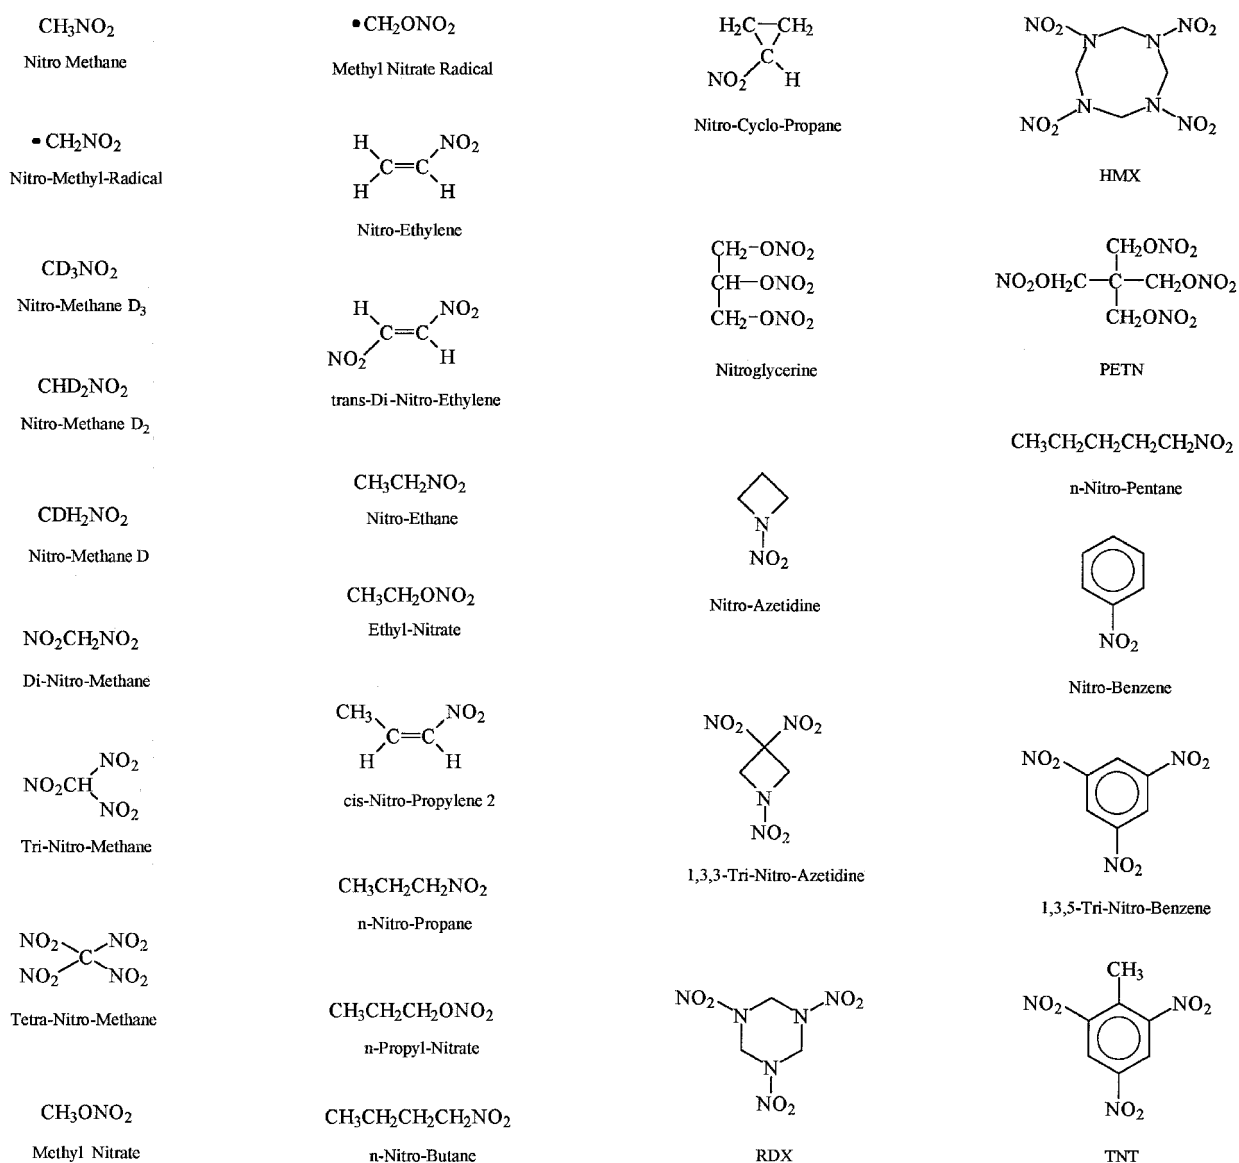 CH₃NO₂
Nitro Methane
•CH₂NO₂
Nitro-Methyl-Radical
CD₃NO₂
Nitro-Methane D₃
CHD₂NO₂
Nitro-Methane D₂
CDH₂NO₂
Nitro-Methane D
NO₂CH₂NO₂
Di-Nitro-Methane
NO₂
NO₂CH
NO₂
Tri-Nitro-Methane
NO₂ NO₂
C
NO₂ NO₂
Tetra-Nitro-Methane
CH₃ONO₂
Methyl Nitrate
•CH₂ONO₂
Methyl Nitrate Radical
H NO₂
C=C
H H
Nitro-Ethylene
H NO₂
C=C
NO₂ H
trans-Di-Nitro-Ethylene
CH₃CH₂NO₂
Nitro-Ethane
CH₃CH₂ONO₂
Ethyl-Nitrate
CH₃ NO₂
C=C
H H
cis-Nitro-Propylene 2
CH₃CH₂CH₂NO₂
n-Nitro-Propane
CH₃CH₂CH₂ONO₂
n-Propyl-Nitrate
CH₃CH₂CH₂CH₂NO₂
n-Nitro-Butane
H₂C—CH₂
C
NO₂ H
Nitro-Cyclo-Propane
CH₂—ONO₂
CH—ONO₂
CH₂—ONO₂
Nitroglycerine
N
NO₂
Nitro-Azetidine
NO₂ NO₂
N
NO₂
1,3,3-Tri-Nitro-Azetidine
NO₂ NO₂
N N
N
NO₂
RDX
NO₂ NO₂
N N
N N
NO₂ NO₂
HMX
CH₂ONO₂
NO₂OH₂C—C—CH₂ONO₂
CH₂ONO₂
PETN
CH₃CH₂CH₂CH₂CH₂NO₂
n-Nitro-Pentane
NO₂
Nitro-Benzene
NO₂ NO₂
NO₂
1,3,5-Tri-Nitro-Benzene
CH₃
NO₂ NO₂
NO₂
TNT